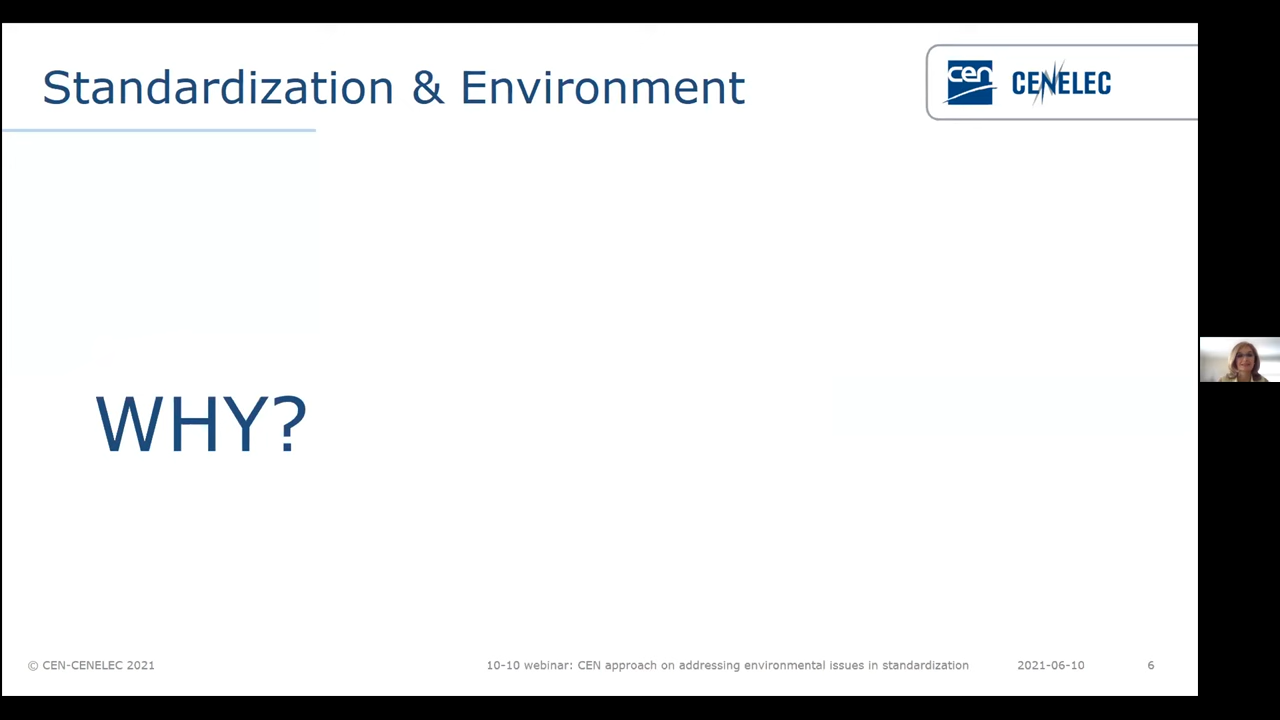 Standardization & Environment
cen
CENELEC
WHY?
© CEN-CENELEC 2021
10-10 webinar: CEN approach on addressing environmental issues in standardization
2021-06-10
6